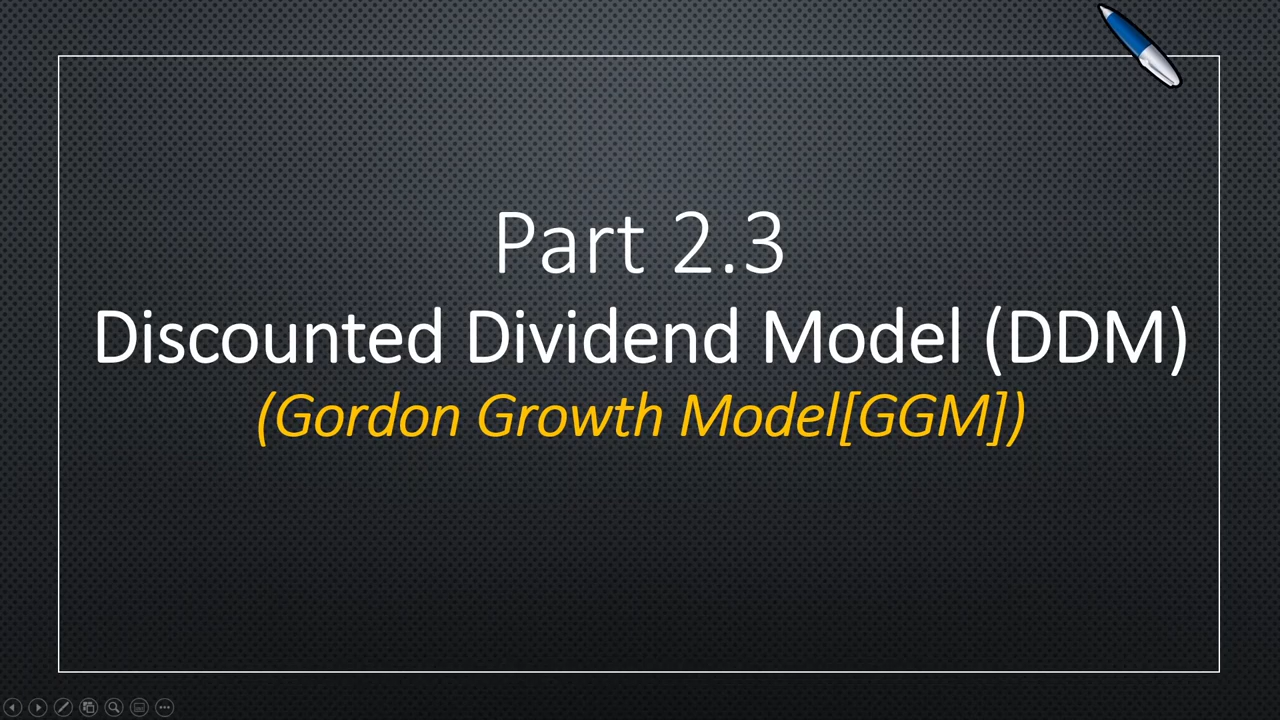 Part 2.3
Discounted Dividend Model (DDM)
(Gordon Growth Model[GGM])